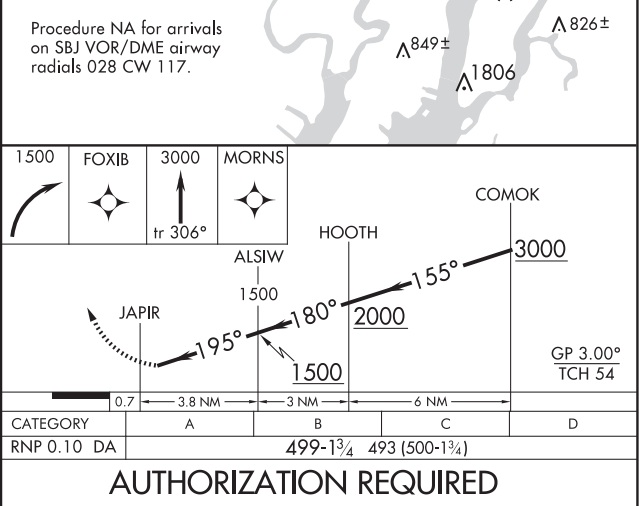 Procedure NA for arrivals
on SBJ VOR/DME airway
radials 028 CW 117.
849±
826±
1806
1500
FOXIB
3000
tr 306°
MORNS
COMOK
HOOTH
3000
ALSIW
1500
155°
JAPIR
180°
2000
195°
1500
GP 3.00°
TCH 54
0.7
3.8 NM
3 NM
6 NM
CATEGORY A B C D
RNP 0.10 DA 499-1¾ 493 (500-1¾)
AUTHORIZATION REQUIRED